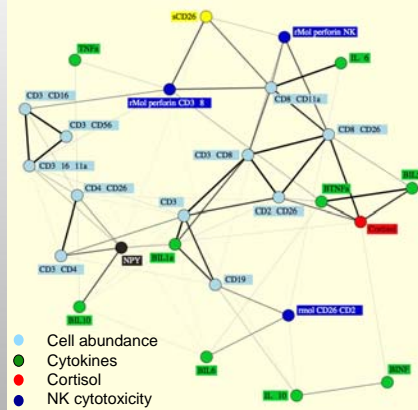 sCD26
rMol perforin NK
TNFa
IL 6
CD3 CD16
rMol perforin CD3 8
CD8 CD11a
CD3 CD56
CD8 CD26
CD3 16 11a
CD3 CD8
CD4 CD26
BTNFa
CD3
CD2 CD26
Cortisol
CD3 CD4
NPY
BIL1a
CD19
BIL10
rmol CD26 CD2
BIL6
BINF
IL 10
Cell abundance
Cytokines
Cortisol
NK cytotoxicity